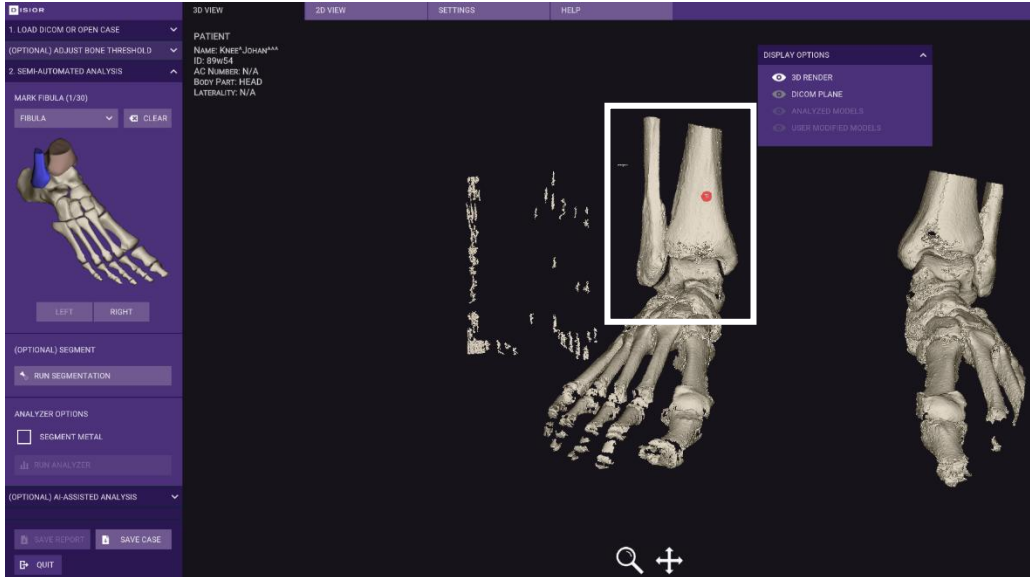 DISIOR
3D VIEW
2D VIEW
SETTINGS
HELP
1. LOAD DICOM OR OPEN CASE
(OPTIONAL) ADJUST BONE THRESHOLD
2. SEMI-AUTOMATED ANALYSIS
MARK FIBULA (1/30)
FIBULA
CLEAR
LEFT
RIGHT
(OPTIONAL) SEGMENT
RUN SEGMENTATION
ANALYZER OPTIONS
SEGMENT METAL
RUN ANALYZER
(OPTIONAL) AI-ASSISTED ANALYSIS
SAVE REPORT
SAVE CASE
QUIT
PATIENT
NAME: KNEE^JOHAN^^^
ID: 89W54
AC NUMBER: N/A
BODY PART: HEAD
LATERALITY: N/A
DISPLAY OPTIONS
3D RENDER
DICOM PLANE
ANALYZED MODELS
USER MODIFIED MODELS